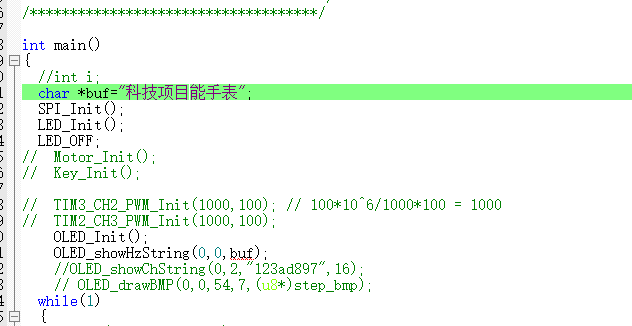 6 /***********************************/
7
8 int main()
9 {
0 //int i;
1 char *buf="科技项目能手表";
2 SPI_Init();
3 LED_Init();
4 LED_OFF;
5 // Motor_Init();
6 // Key_Init();
7
8 // TIM3_CH2_PWM_Init(1000,100); // 100*10^6/1000*100 = 1000
9 // TIM2_CH3_PWM_Init(1000,100);
0 OLED_Init();
1 OLED_showHzString(0,0,buf);
2 //OLED_showChString(0,2,"123ad897",16);
3 // OLED_drawBMP(0,0,54,7,(u8*)step_bmp);
4 while(1)
5 {